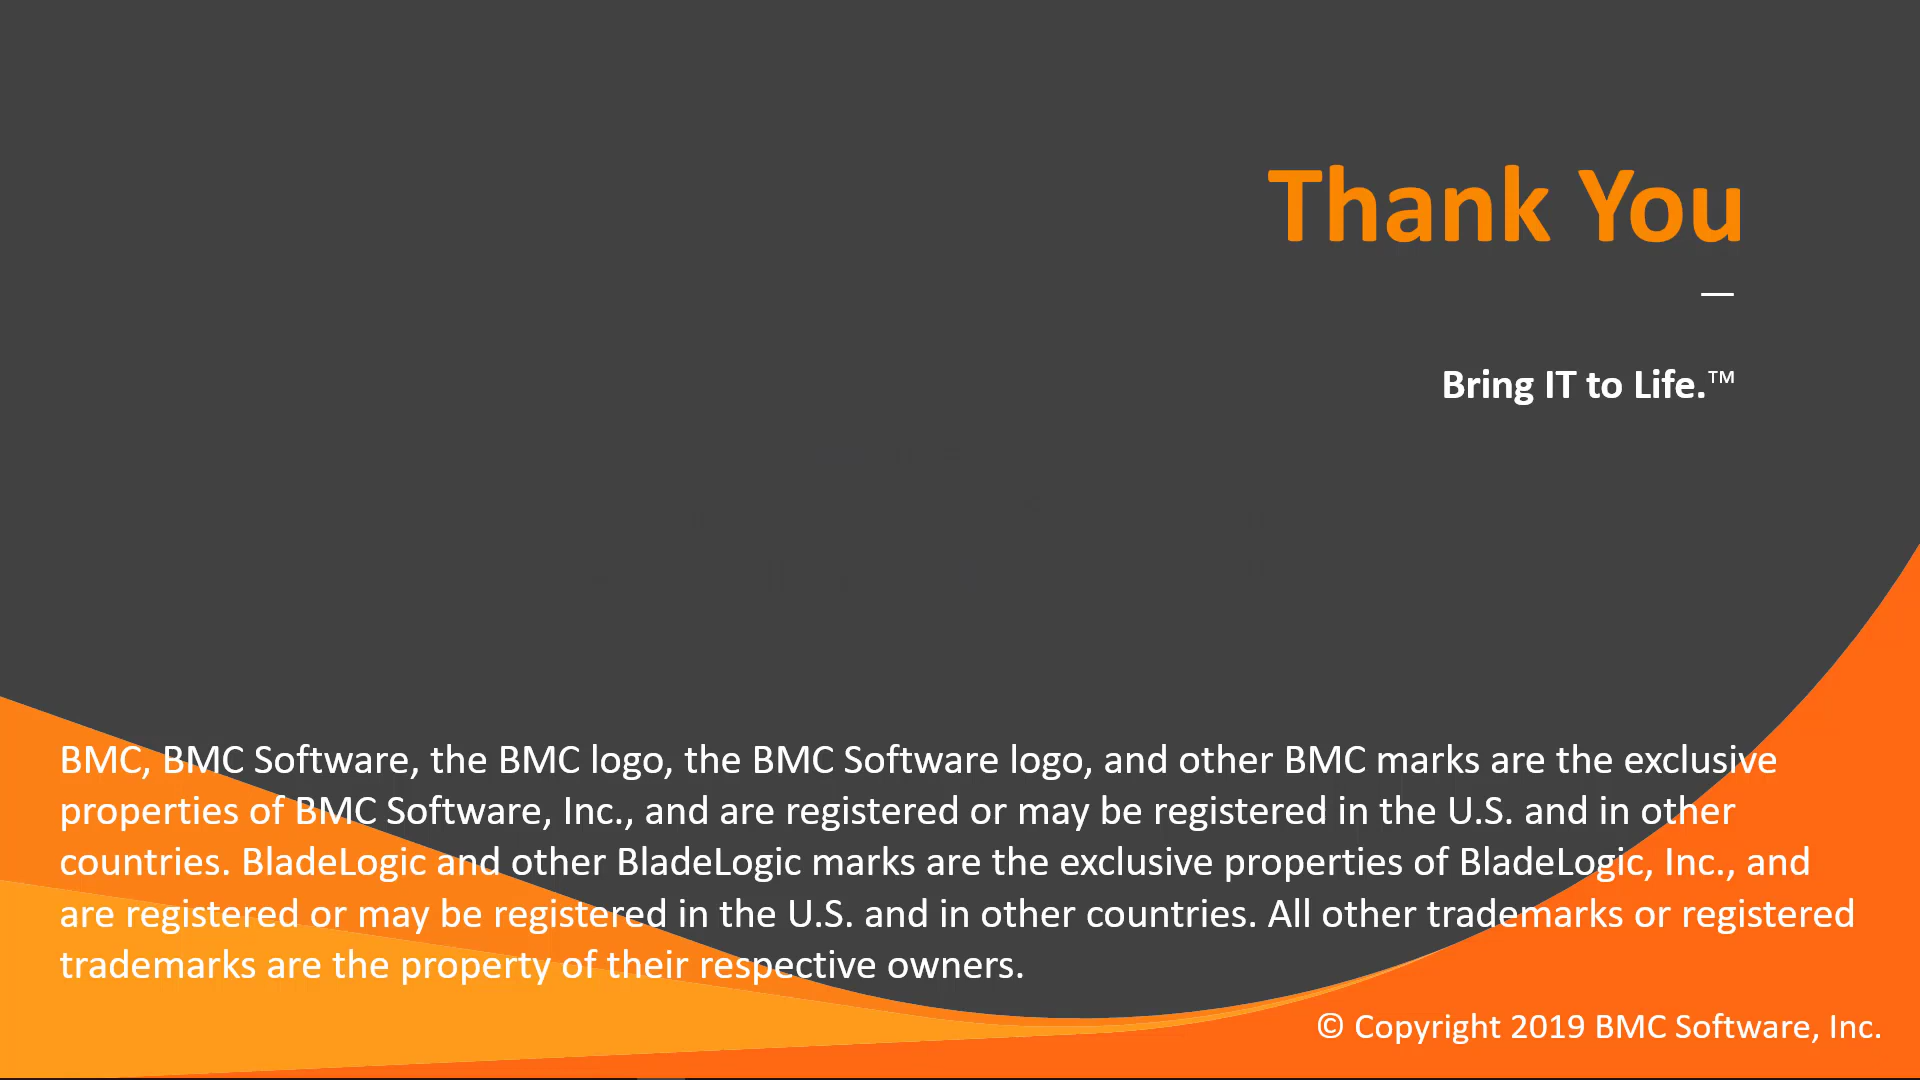 Thank You
—
Bring IT to Life.™
BMC, BMC Software, the BMC logo, the BMC Software logo, and other BMC marks are the exclusive
properties of BMC Software, Inc., and are registered or may be registered in the U.S. and in other
countries. BladeLogic and other BladeLogic marks are the exclusive properties of BladeLogic, Inc., and
are registered or may be registered in the U.S. and in other countries. All other trademarks or registered
trademarks are the property of their respective owners.
© Copyright 2019 BMC Software, Inc.